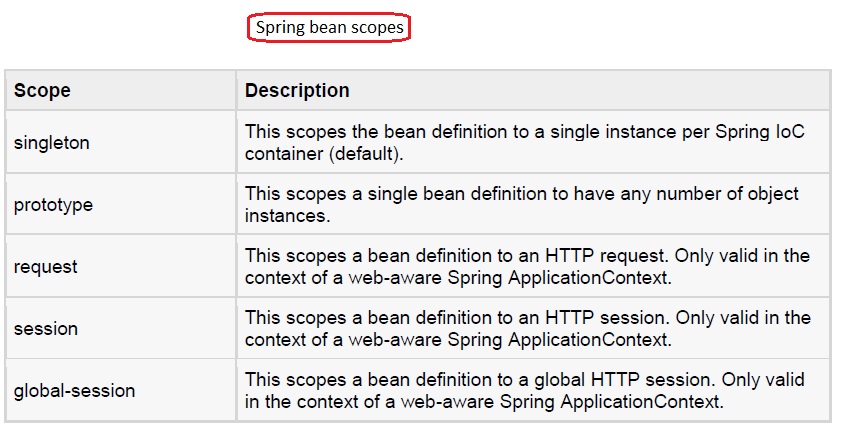 Spring bean scopes
Scope Description
singleton This scopes the bean definition to a single instance per Spring IoC
container (default).
prototype This scopes a single bean definition to have any number of object
instances.
request This scopes a bean definition to an HTTP request. Only valid in the
context of a web-aware Spring ApplicationContext.
session This scopes a bean definition to an HTTP session. Only valid in the
context of a web-aware Spring ApplicationContext.
global-session This scopes a bean definition to a global HTTP session. Only valid
in the context of a web-aware Spring ApplicationContext.